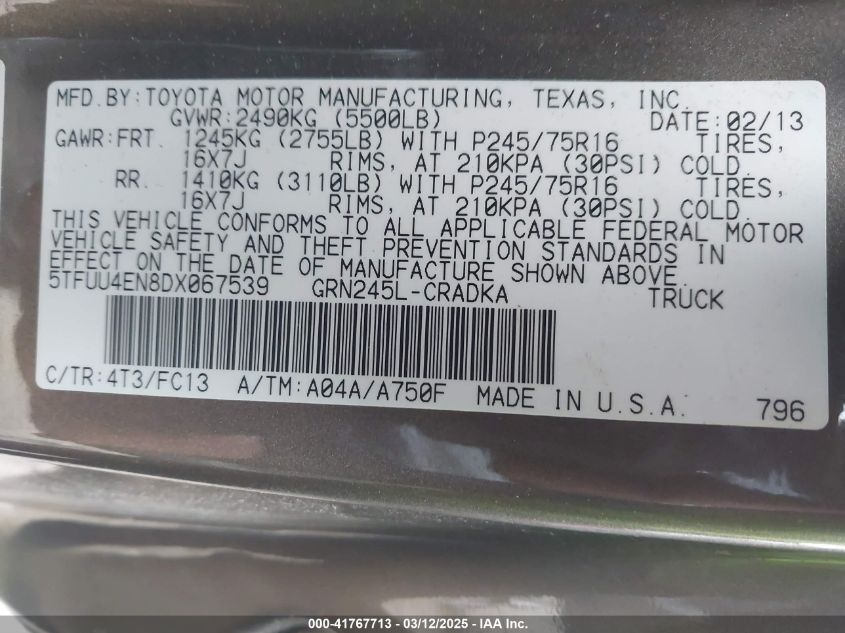 MFD.BY:TOYOTA MOTOR MANUFACTURING, TEXAS, INC.
GVWR:2490KG (5500LB) DATE:02/13
GAWR:FRT. 1245KG (2755LB) WITH P245/75R16 TIRES,
16X7J RIMS, AT 210KPA (30PSI) COLD.
RR. 1410KG (3110LB) WITH P245/75R16 TIRES,
16X7J RIMS, AT 210KPA (30PSI) COLD.
THIS VEHICLE CONFORMS TO ALL APPLICABLE FEDERAL MOTOR
VEHICLE SAFETY AND THEFT PREVENTION STANDARDS IN
EFFECT ON THE DATE OF MANUFACTURE SHOWN ABOVE.
5TFUU4EN8DX067539 GRN245L-CRADKA TRUCK
C/TR:4T3/FC13 A/TM:A04A/A750F MADE IN U.S.A. 796
000-41767713 - 03/12/2025 - IAA Inc.